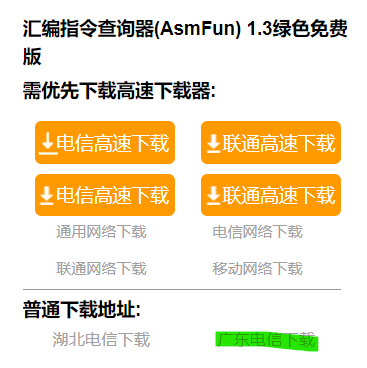 汇编指令查询器(AsmFun) 1.3绿色免费
版
需优先下载高速下载器:
电信高速下载 联通高速下载
电信高速下载 联通高速下载
通用网络下载 电信网络下载
联通网络下载 移动网络下载
普通下载地址:
湖北电信下载 广东电信下载